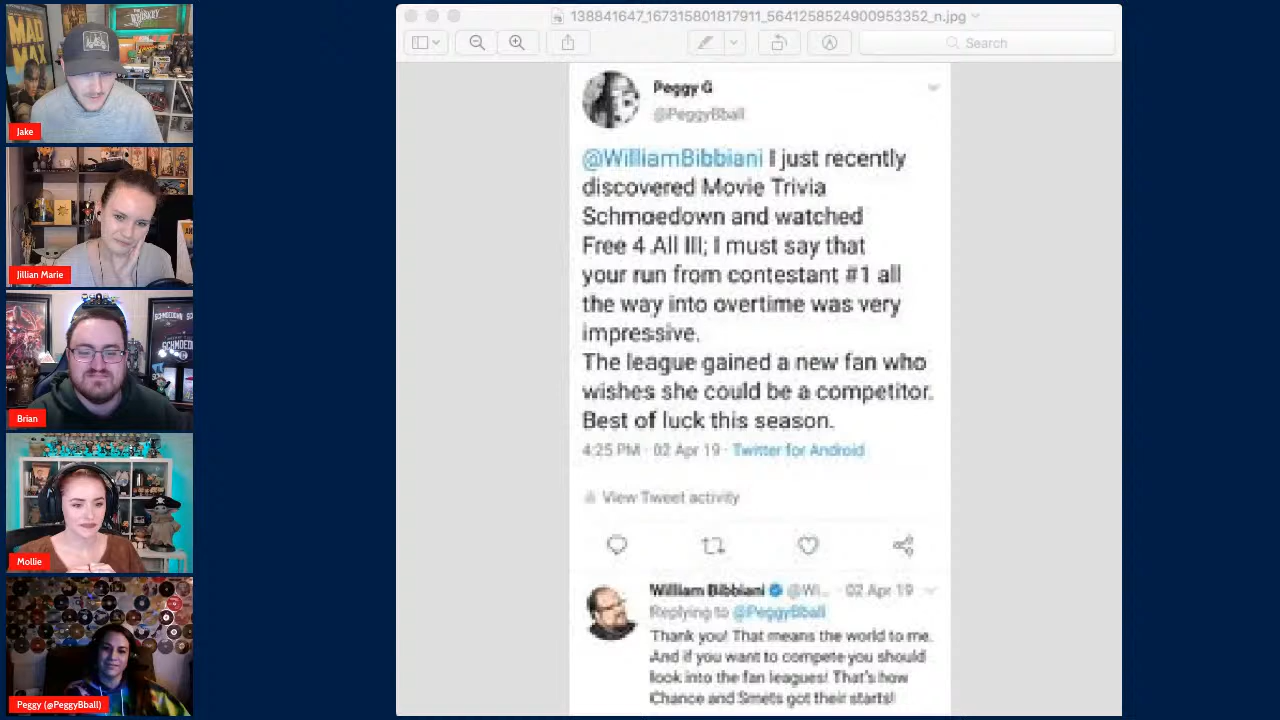 138841647_167315801817911_5641258524900953352_n.jpg
Search
Peggy G
@PeggyBball
@WilliamBibbiani I just recently
discovered Movie Trivia
Schmoedown and watched
Free 4 All III; I must say that
your run from contestant #1 all
the way into overtime was very
impressive.
The league gained a new fan who
wishes she could be a competitor.
Best of luck this season.
4:25 PM · 02 Apr 19 · Twitter for Android
View Tweet activity
William Bibbiani @Wi... · 02 Apr 19
Replying to @PeggyBball
Thank you! That means the world to me.
And if you want to compete you should
look into the fan leagues! That's how
Chance and Smets got their starts!
MAD
MAX
Jake
Jillian Marie
SCHMOEDOWN
Brian
Mollie
Peggy (@PeggyBball)